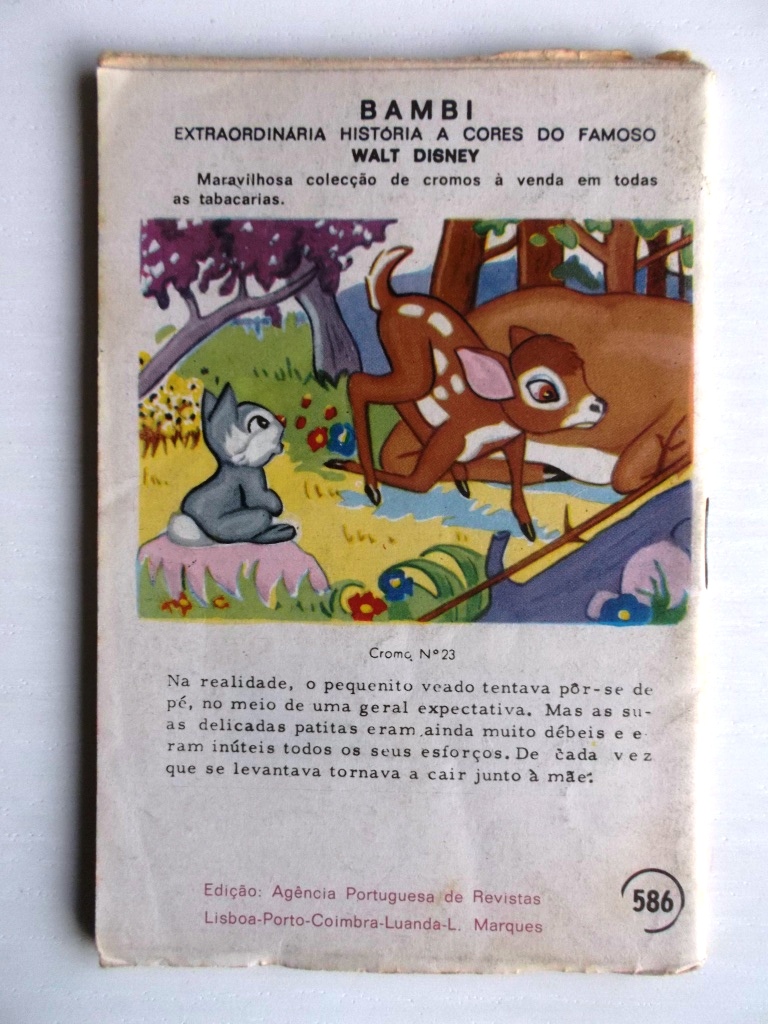 BAMBI
EXTRAORDINÁRIA HISTÓRIA A CORES DO FAMOSO
WALT DISNEY
Maravilhosa colecção de cromos à venda em todas
as tabacarias.
Cromo Nº 23
Na realidade, o pequenito veado tentava pôr-se de
pé, no meio de uma geral expectativa. Mas as su-
as delicadas patitas eram ainda muito débeis e e-
ram inúteis todos os seus esforços. De cada vez
que se levantava tornava a cair junto à mãe.
Edição: Agência Portuguesa de Revistas
Lisboa-Porto-Coimbra-Luanda-L. Marques
586